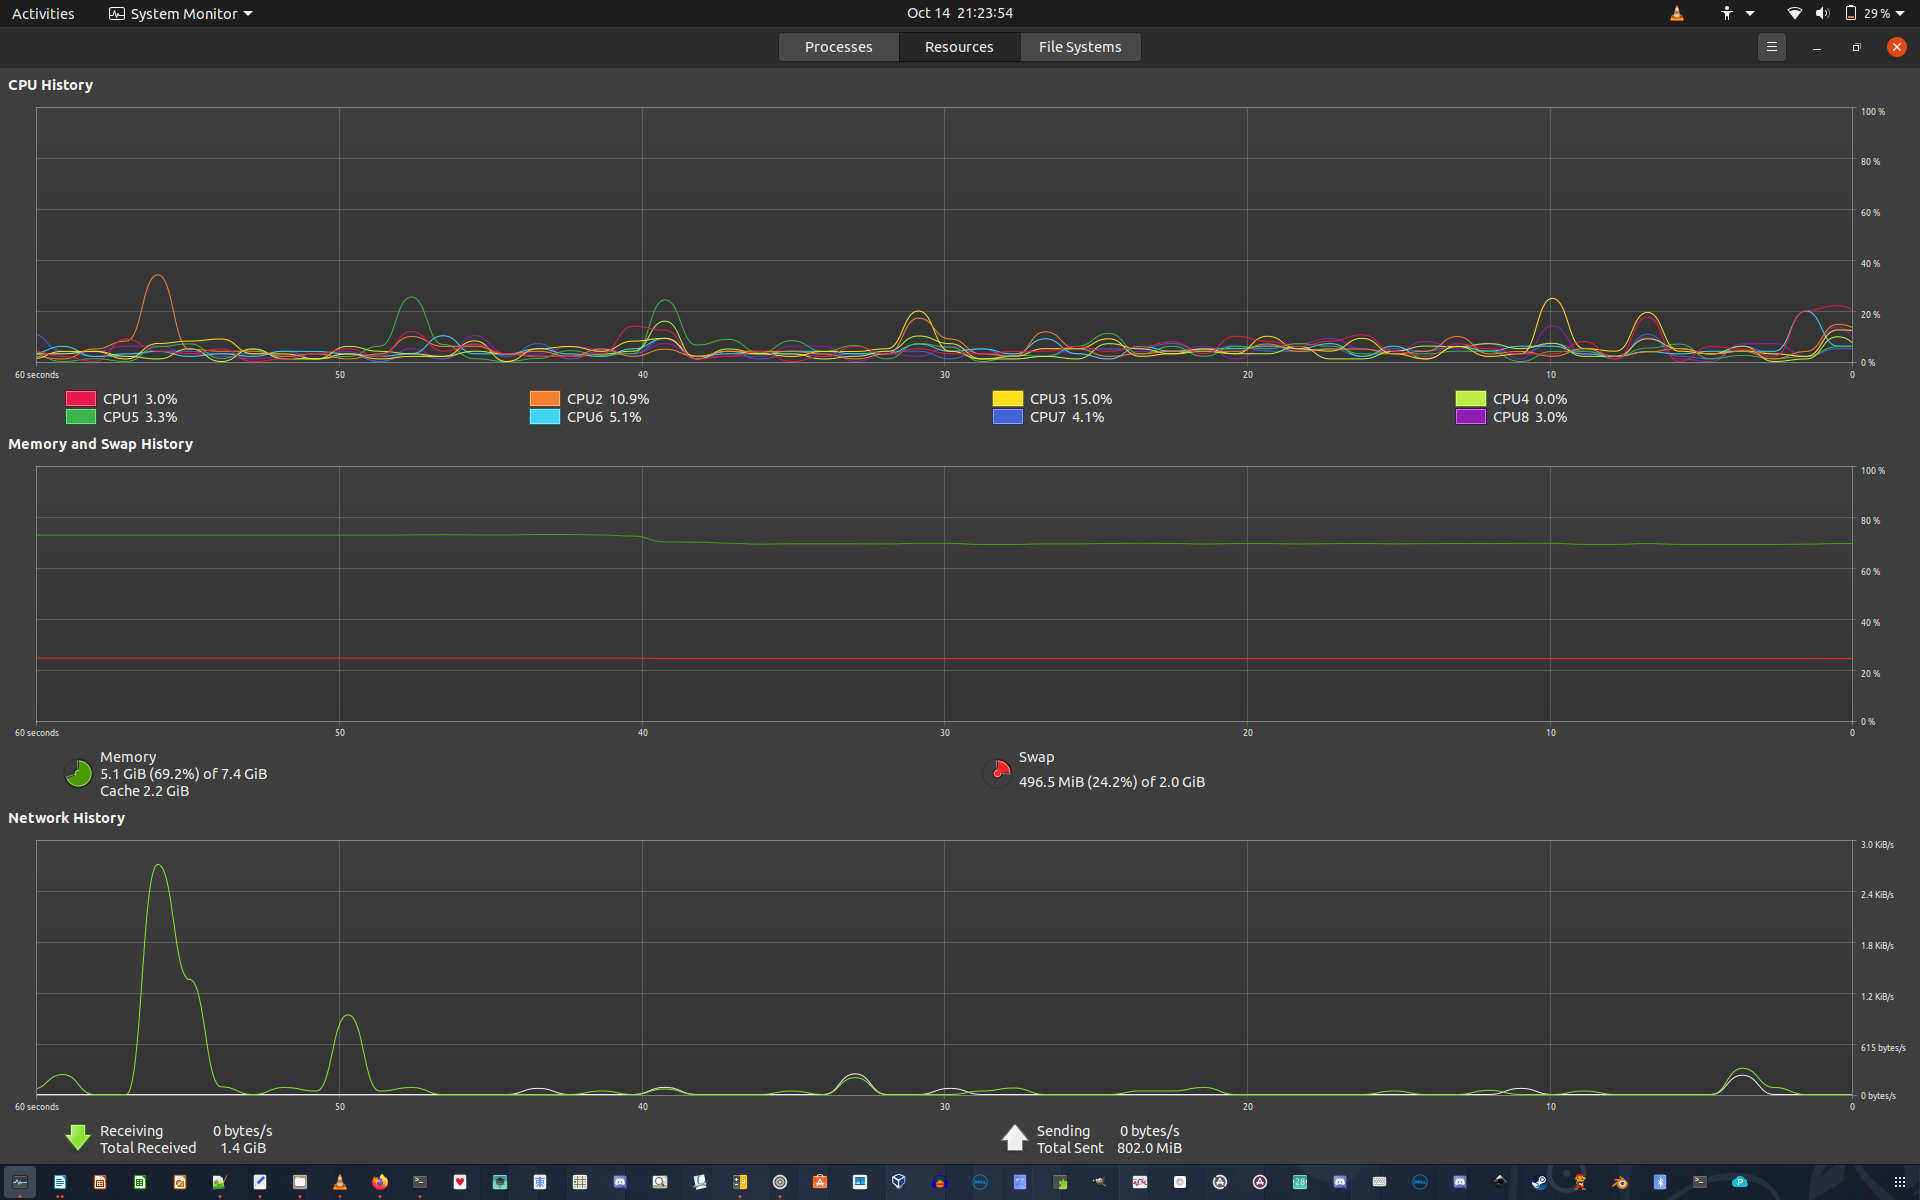 Activities System Monitor Oct 14 21:23:54 29 %
Processes Resources File Systems
CPU History
100 %
80 %
60 %
40 %
20 %
0 %
60 seconds 50 40 30 20 10 0
CPU1 3.0% CPU2 10.9% CPU3 15.0% CPU4 0.0%
CPU5 3.3% CPU6 5.1% CPU7 4.1% CPU8 3.0%
Memory and Swap History
100 %
80 %
60 %
40 %
20 %
0 %
60 seconds 50 40 30 20 10 0
Memory
5.1 GiB (69.2%) of 7.4 GiB
Cache 2.2 GiB
Swap
496.5 MiB (24.2%) of 2.0 GiB
Network History
3.0 KiB/s
2.4 KiB/s
1.8 KiB/s
1.2 KiB/s
615 bytes/s
0 bytes/s
60 seconds 50 40 30 20 10 0
Receiving 0 bytes/s
Total Received 1.4 GiB
Sending 0 bytes/s
Total Sent 802.0 MiB